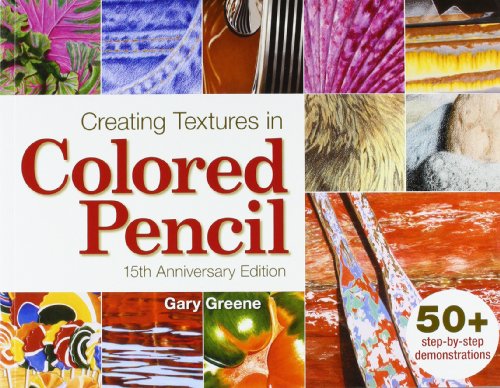 Creating Textures in
Colored
Pencil
15th Anniversary Edition
Gary Greene
50+
step-by-step
demonstrations